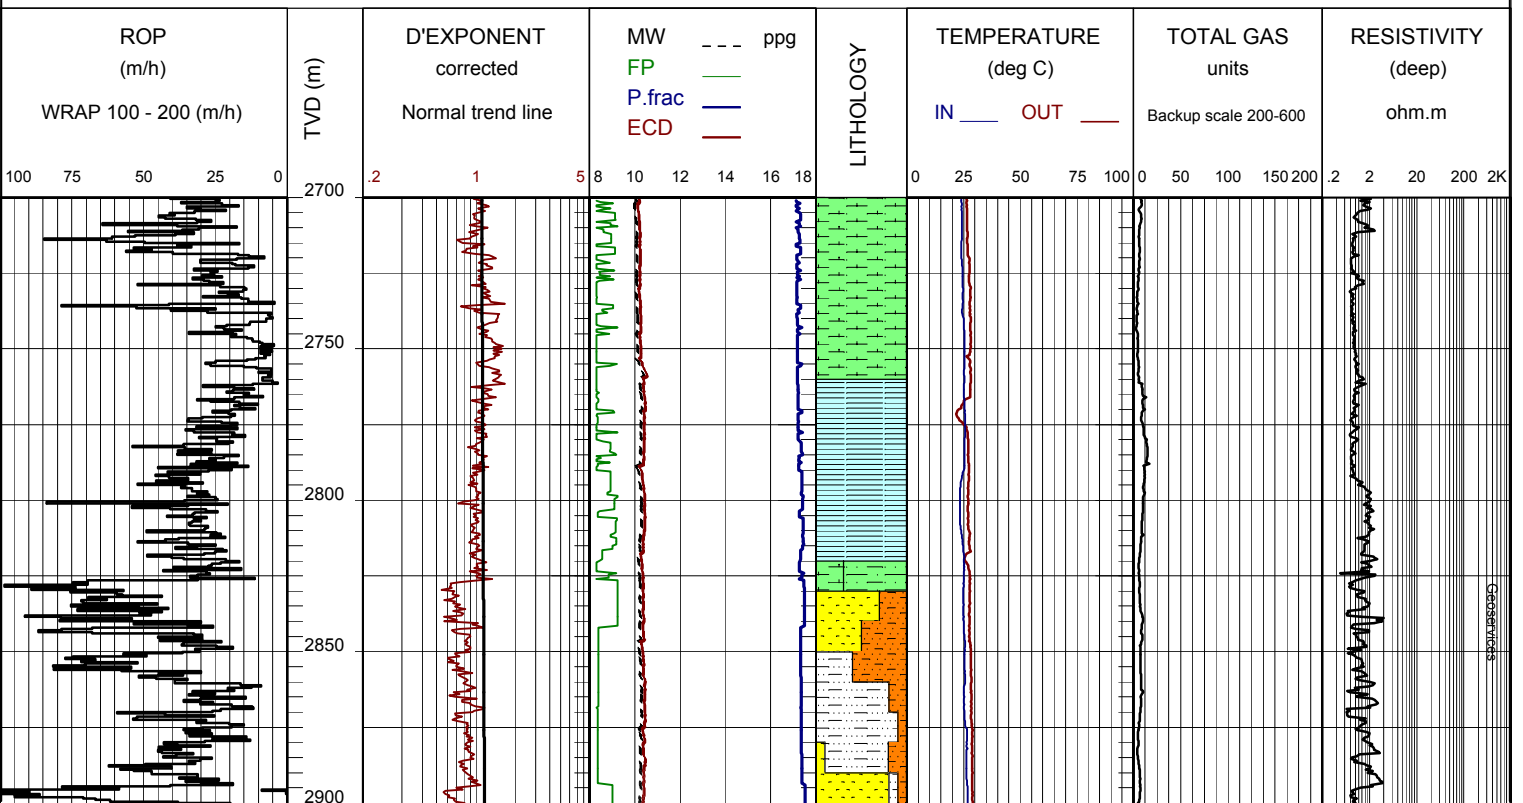 ROP
(m/h)
WRAP 100 - 200 (m/h)
100 75 50 25 0
TVD (m)
D'EXPONENT
corrected
Normal trend line
.2 1 5
MW ppg
FP
P.frac
ECD
8 10 12 14 16 18
LITHOLOGY
TEMPERATURE
(deg C)
IN OUT
0 25 50 75 100
TOTAL GAS
units
Backup scale 200-600
0 50 100 150 200
RESISTIVITY
(deep)
ohm.m
.2 2 20 200 2K
2700
2750
2800
2850
2900
Geoservices